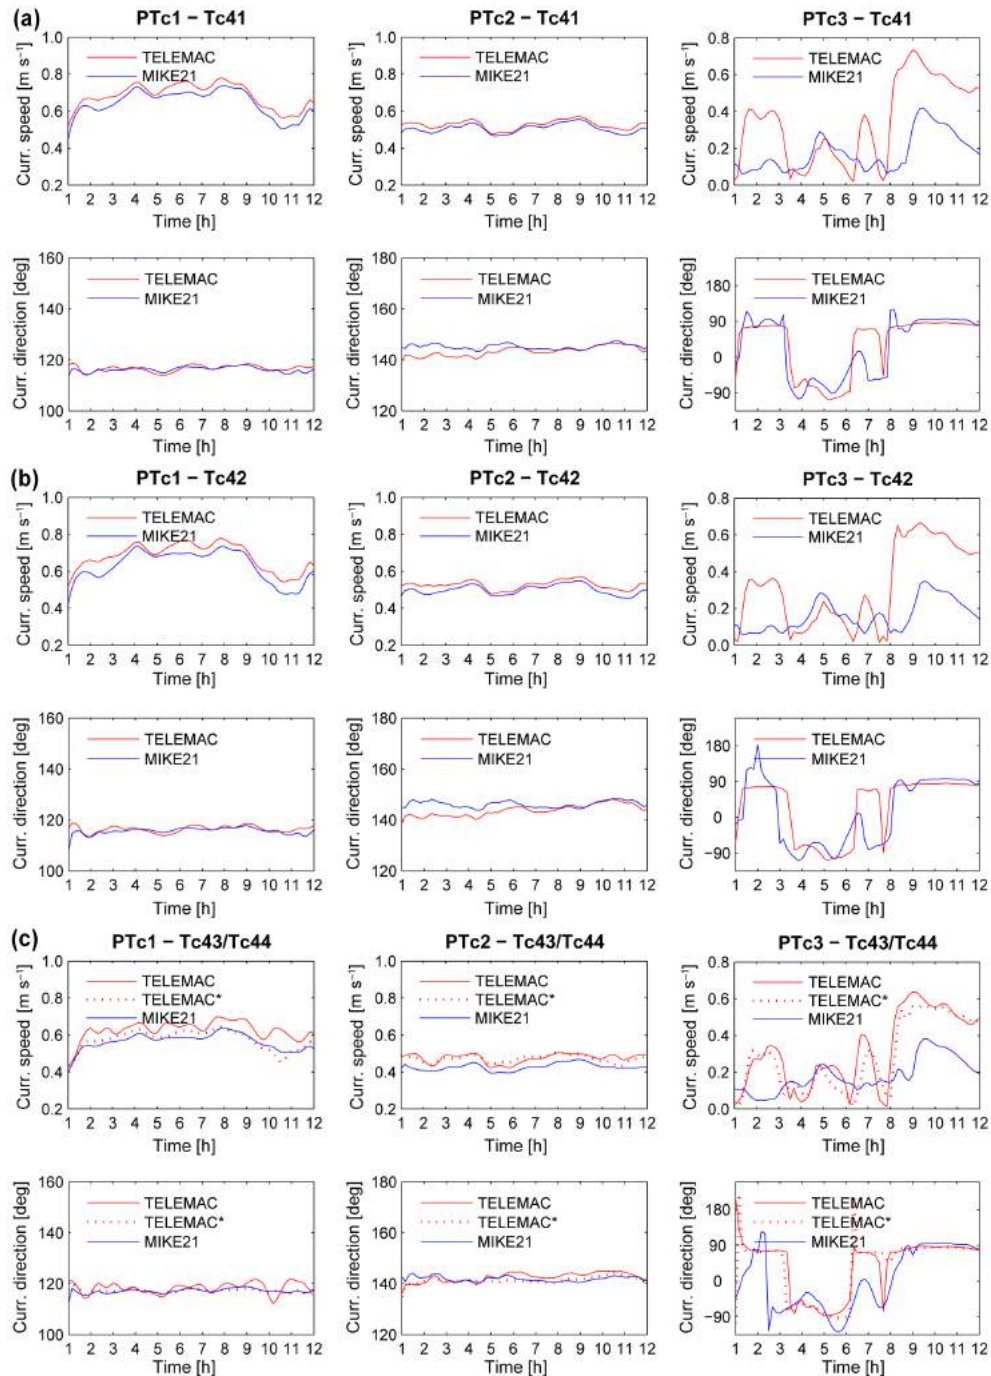 (a)
PTc1 – Tc41
PTc2 – Tc41
PTc3 – Tc41
Curr. speed [m s⁻¹]
1.0
0.8
0.6
0.4
0.2
TELEMAC
MIKE21
1 2 3 4 5 6 7 8 9 10 11 12
Time [h]
Curr. speed [m s⁻¹]
1.0
0.8
0.6
0.4
0.2
TELEMAC
MIKE21
1 2 3 4 5 6 7 8 9 10 11 12
Time [h]
Curr. speed [m s⁻¹]
0.8
0.6
0.4
0.2
0.0
TELEMAC
MIKE21
1 2 3 4 5 6 7 8 9 10 11 12
Time [h]
Curr. direction [deg]
160
140
120
100
TELEMAC
MIKE21
1 2 3 4 5 6 7 8 9 10 11 12
Time [h]
Curr. direction [deg]
180
160
140
120
TELEMAC
MIKE21
1 2 3 4 5 6 7 8 9 10 11 12
Time [h]
Curr. direction [deg]
180
90
0
−90
TELEMAC
MIKE21
1 2 3 4 5 6 7 8 9 10 11 12
Time [h]
(b)
PTc1 – Tc42
PTc2 – Tc42
PTc3 – Tc42
Curr. speed [m s⁻¹]
1.0
0.8
0.6
0.4
0.2
TELEMAC
MIKE21
1 2 3 4 5 6 7 8 9 10 11 12
Time [h]
Curr. speed [m s⁻¹]
1.0
0.8
0.6
0.4
0.2
TELEMAC
MIKE21
1 2 3 4 5 6 7 8 9 10 11 12
Time [h]
Curr. speed [m s⁻¹]
0.8
0.6
0.4
0.2
0.0
TELEMAC
MIKE21
1 2 3 4 5 6 7 8 9 10 11 12
Time [h]
Curr. direction [deg]
160
140
120
100
TELEMAC
MIKE21
1 2 3 4 5 6 7 8 9 10 11 12
Time [h]
Curr. direction [deg]
180
160
140
120
TELEMAC
MIKE21
1 2 3 4 5 6 7 8 9 10 11 12
Time [h]
Curr. direction [deg]
180
90
0
−90
TELEMAC
MIKE21
1 2 3 4 5 6 7 8 9 10 11 12
Time [h]
(c)
PTc1 – Tc43/Tc44
PTc2 – Tc43/Tc44
PTc3 – Tc43/Tc44
Curr. speed [m s⁻¹]
1.0
0.8
0.6
0.4
0.2
TELEMAC
TELEMAC*
MIKE21
1 2 3 4 5 6 7 8 9 10 11 12
Time [h]
Curr. speed [m s⁻¹]
1.0
0.8
0.6
0.4
0.2
TELEMAC
TELEMAC*
MIKE21
1 2 3 4 5 6 7 8 9 10 11 12
Time [h]
Curr. speed [m s⁻¹]
0.8
0.6
0.4
0.2
0.0
TELEMAC
TELEMAC*
MIKE21
1 2 3 4 5 6 7 8 9 10 11 12
Time [h]
Curr. direction [deg]
160
140
120
100
TELEMAC
TELEMAC*
MIKE21
1 2 3 4 5 6 7 8 9 10 11 12
Time [h]
Curr. direction [deg]
180
160
140
120
TELEMAC
TELEMAC*
MIKE21
1 2 3 4 5 6 7 8 9 10 11 12
Time [h]
Curr. direction [deg]
180
90
0
−90
TELEMAC
TELEMAC*
MIKE21
1 2 3 4 5 6 7 8 9 10 11 12
Time [h]